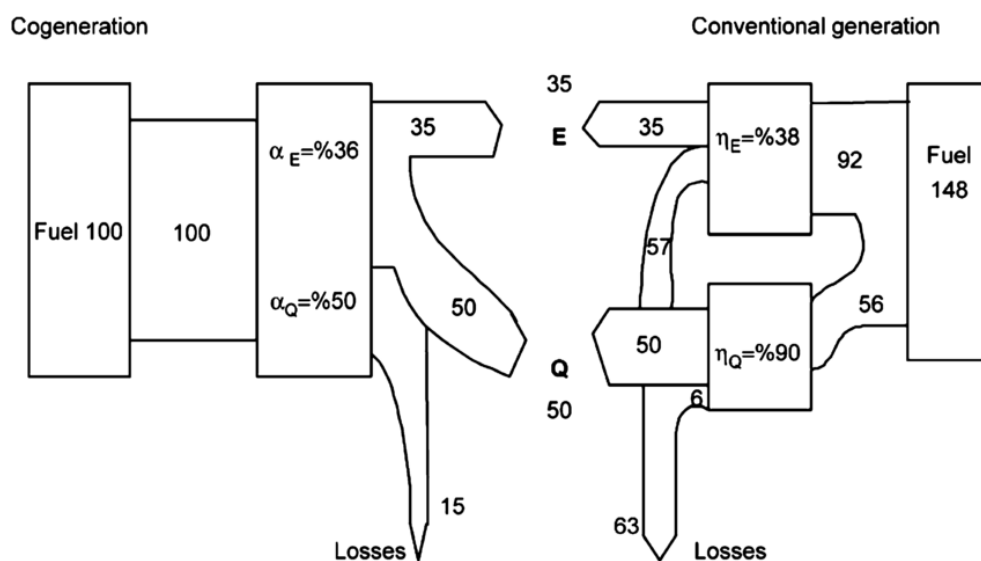 Cogeneration
Fuel 100
100
α E=%36
αQ=%50
35
50
15
Losses
Conventional generation
35
E
35
ηE=%38
92
Fuel
148
57
50
Q
50
ηQ=%90
56
6
63
Losses